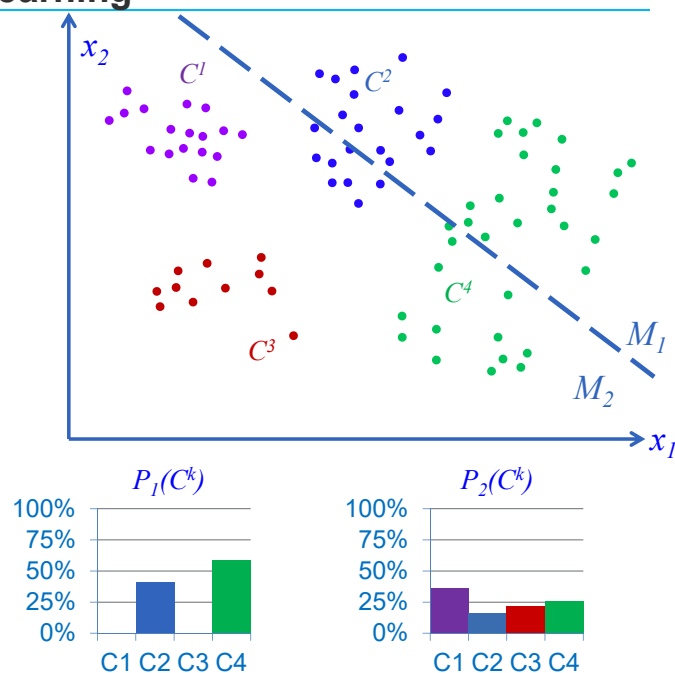 x2
C1
C2
C4
C3
M1
M2
x1
P1(Ck)
100%
75%
50%
25%
0%
C1 C2 C3 C4
P2(Ck)
100%
75%
50%
25%
0%
C1 C2 C3 C4